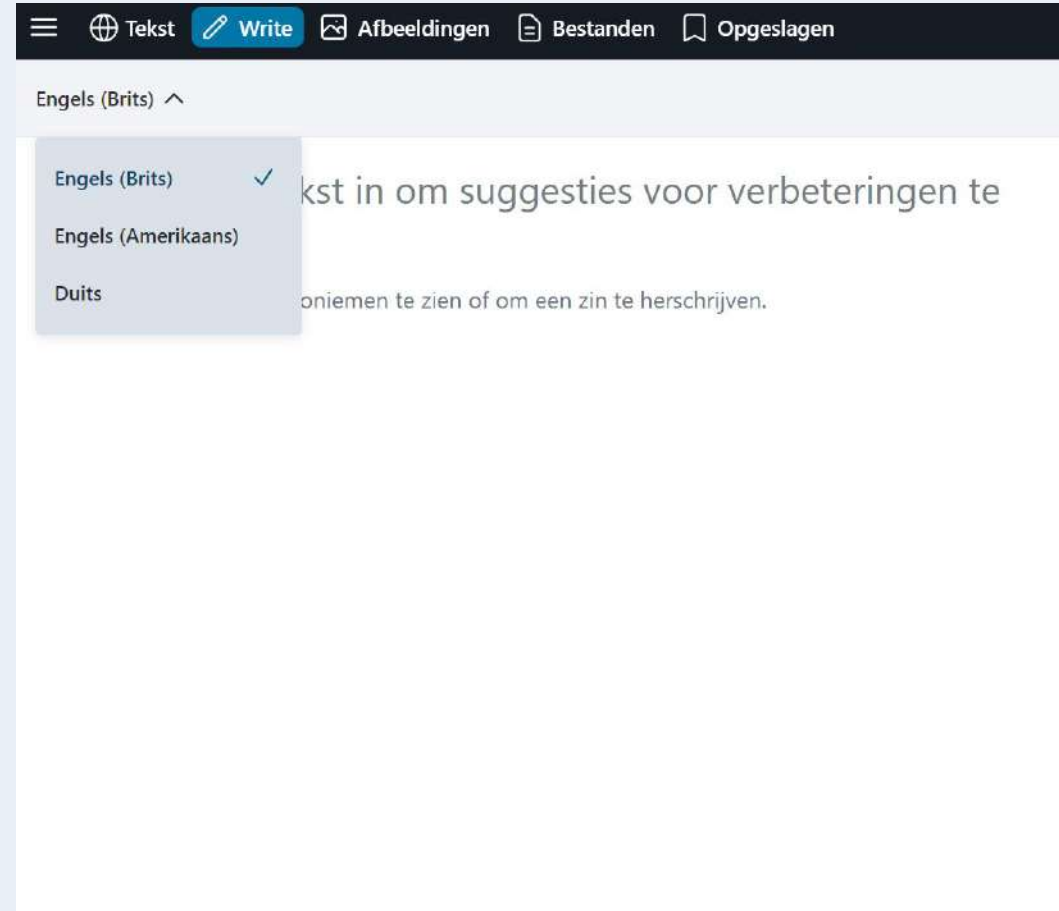 Tekst Write Afbeeldingen Bestanden Opgeslagen
Engels (Brits)
Engels (Brits)
kst in om suggesties voor verbeteringen te
Engels (Amerikaans)
Duits
oniemen te zien of om een zin te herschrijven.